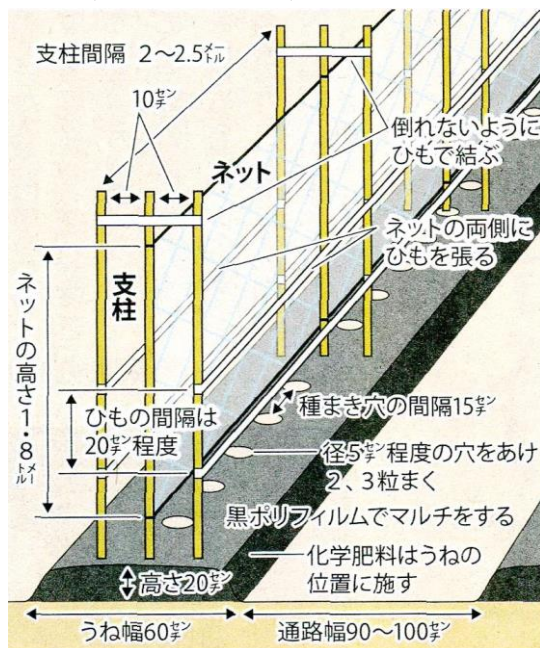 支柱間隔 2〜2.5メートル
10センチ
倒れないように
ひもで結ぶ
ネット
ネットの両側に
ひもを張る
支柱
ネットの高さ1・8メートル
ひもの間隔は
20センチ程度
種まき穴の間隔15センチ
径5センチ程度の穴をあけ
2、3粒まく
黒ポリフィルムでマルチをする
化学肥料はうねの
位置に施す
高さ20センチ
うね幅60センチ
通路幅90〜100センチ